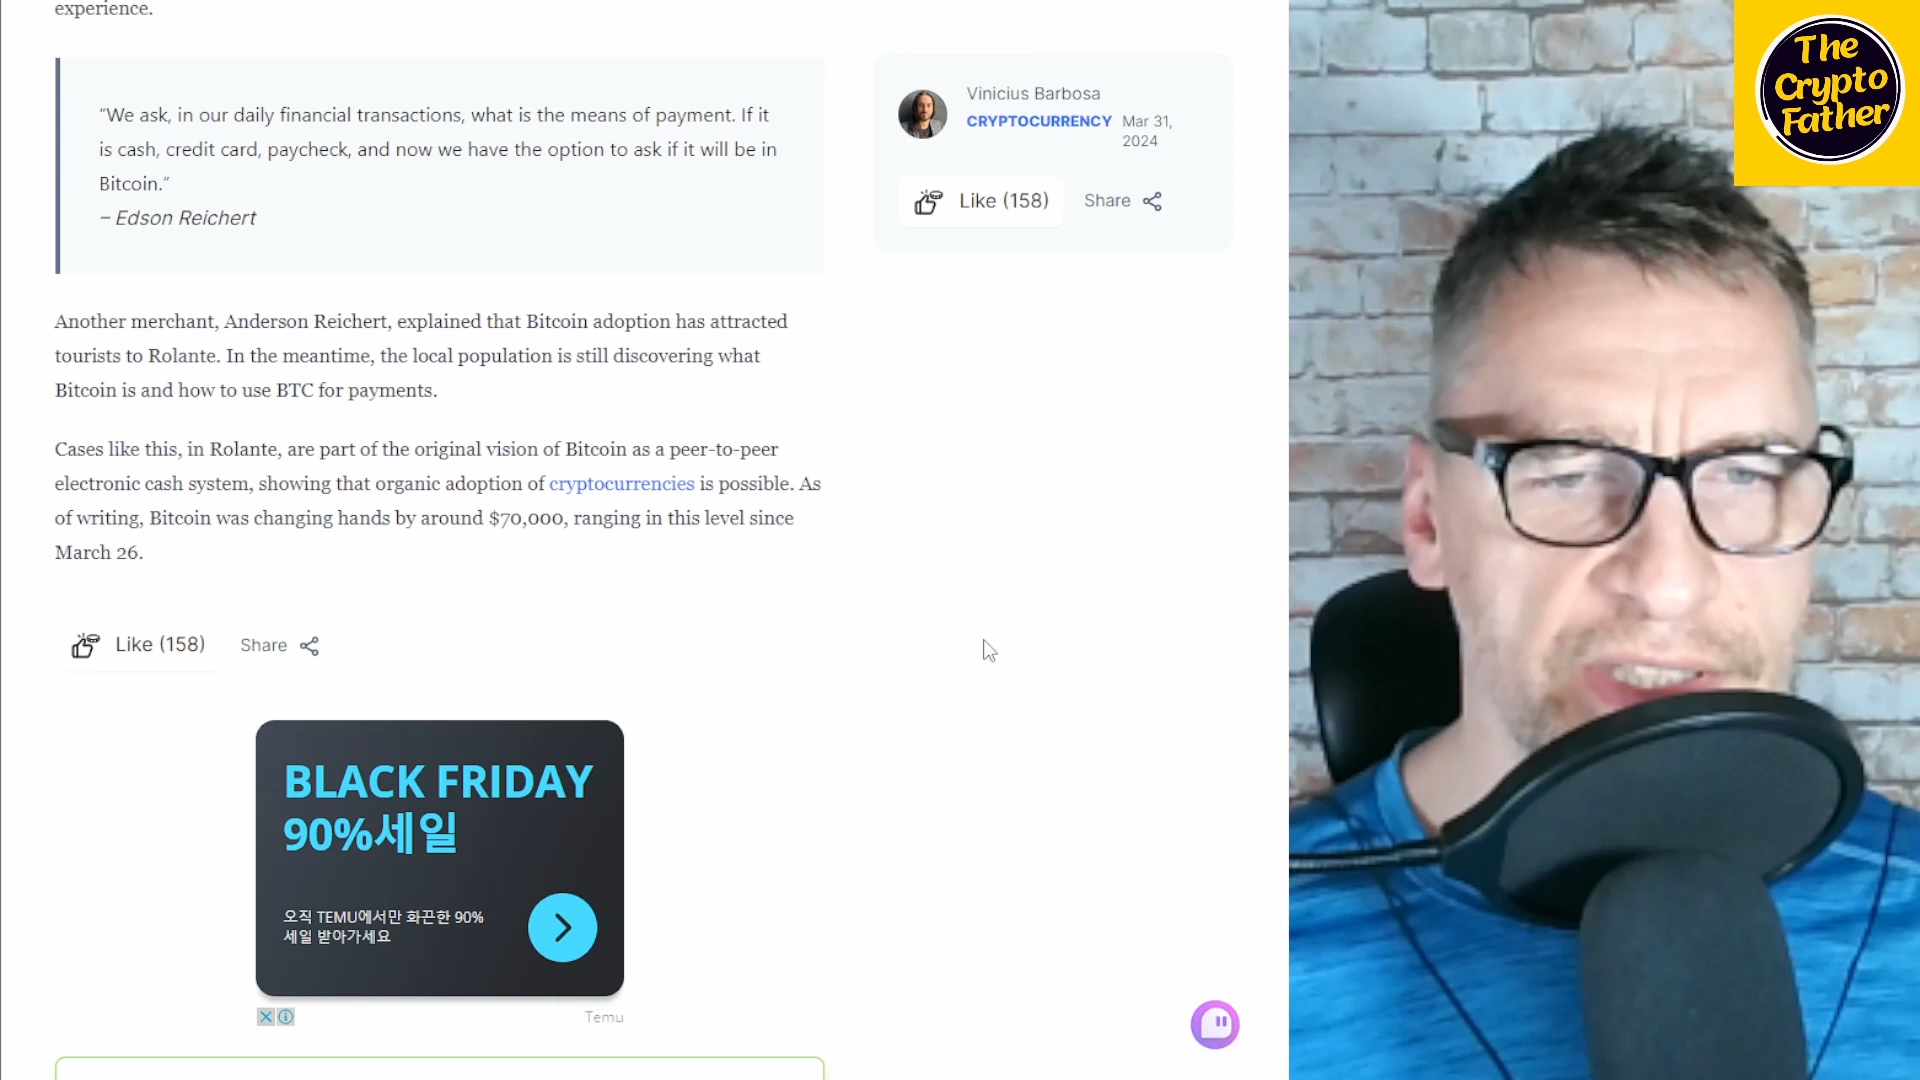 experience.
“We ask, in our daily financial transactions, what is the means of payment. If it
is cash, credit card, paycheck, and now we have the option to ask if it will be in
Bitcoin.”
– Edson Reichert
Another merchant, Anderson Reichert, explained that Bitcoin adoption has attracted
tourists to Rolante. In the meantime, the local population is still discovering what
Bitcoin is and how to use BTC for payments.
Cases like this, in Rolante, are part of the original vision of Bitcoin as a peer-to-peer
electronic cash system, showing that organic adoption of cryptocurrencies is possible. As
of writing, Bitcoin was changing hands by around $70,000, ranging in this level since
March 26.
Like (158) Share
BLACK FRIDAY
90%세일
오직 TEMU에서만 화끈한 90%
세일 받아가세요
Temu
Vinicius Barbosa
CRYPTOCURRENCY Mar 31,
2024
Like (158) Share
The
Crypto
Father